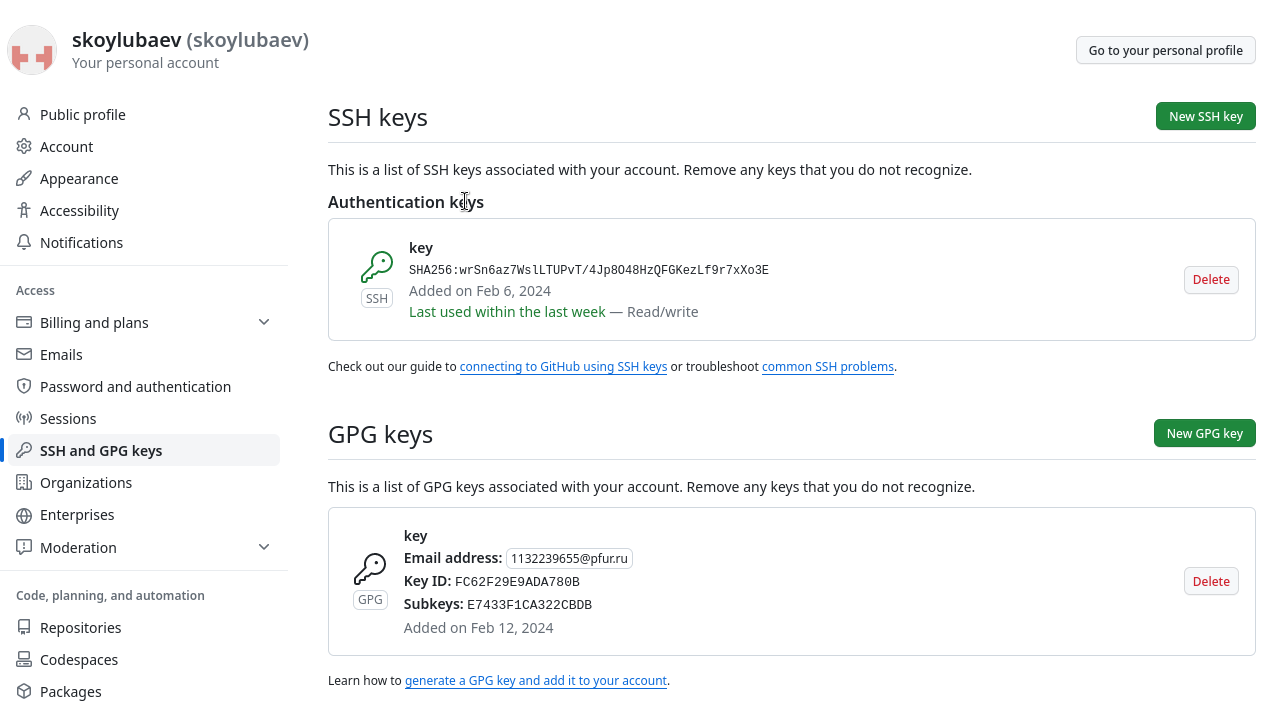 skoylubaev (skoylubaev)
Your personal account
Go to your personal profile
Public profile
Account
Appearance
Accessibility
Notifications
Access
Billing and plans
Emails
Password and authentication
Sessions
SSH and GPG keys
Organizations
Enterprises
Moderation
Code, planning, and automation
Repositories
Codespaces
Packages
SSH keys
New SSH key
This is a list of SSH keys associated with your account. Remove any keys that you do not recognize.
Authentication keys
key
SHA256:wrSn6az7WslLTUPvT/4Jp8O48HzQFGKezLf9r7xXo3E
SSH
Added on Feb 6, 2024
Last used within the last week — Read/write
Delete
Check out our guide to connecting to GitHub using SSH keys or troubleshoot common SSH problems.
GPG keys
New GPG key
This is a list of GPG keys associated with your account. Remove any keys that you do not recognize.
key
Email address: 1132239655@pfur.ru
Key ID: FC62F29E9ADA780B
GPG
Subkeys: E7433F1CA322CBDB
Added on Feb 12, 2024
Delete
Learn how to generate a GPG key and add it to your account.